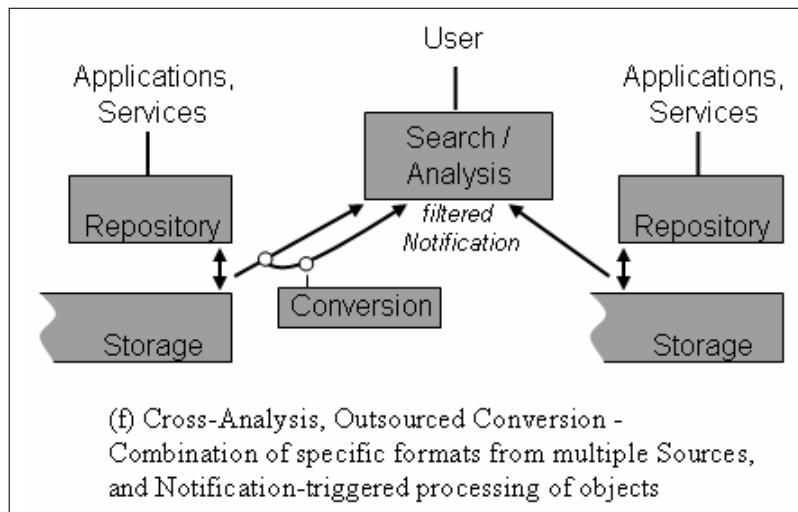 User
Applications,
Services
Applications,
Services
Search /
Analysis
Repository
filtered
Notification
Repository
Conversion
Storage
Storage
(f) Cross-Analysis, Outsourced Conversion -
Combination of specific formats from multiple Sources,
and Notification-triggered processing of objects